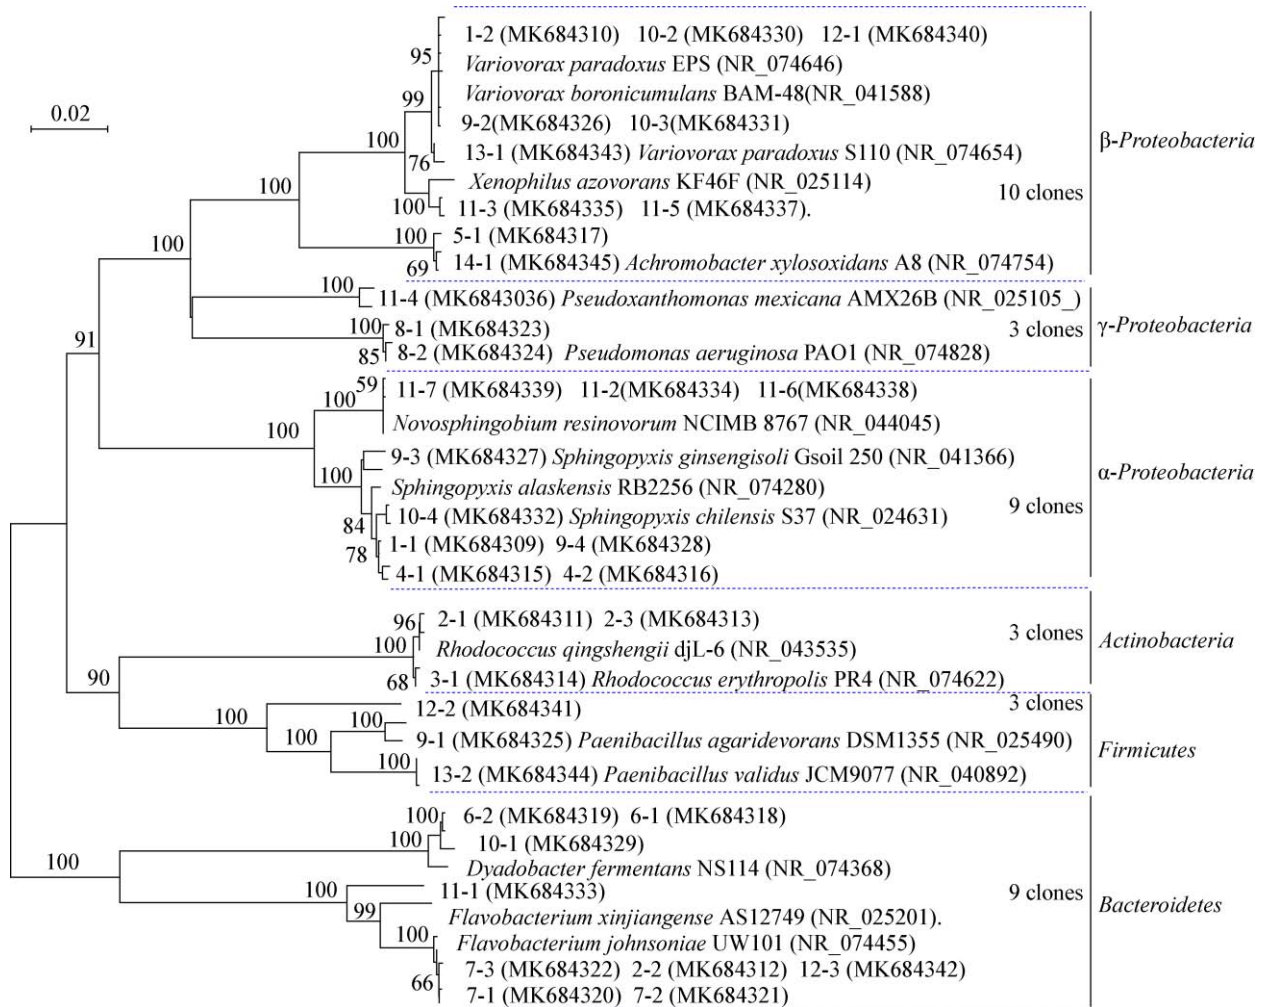 1-2 (MK684310) 10-2 (MK684330) 12-1 (MK684340)
95
Variovorax paradoxus EPS (NR_074646)
Variovorax boronicumulans BAM-48(NR_041588)
0.02
99
9-2(MK684326) 10-3(MK684331)
100
β-Proteobacteria
13-1 (MK684343) Variovorax paradoxus S110 (NR_074654)
76
Xenophilus azovorans KF46F (NR_025114)
100
10 clones
100
11-3 (MK684335) 11-5 (MK684337).
100
5-1 (MK684317)
100
69
14-1 (MK684345) Achromobacter xylosoxidans A8 (NR_074754)
100
11-4 (MK6843036) Pseudoxanthomonas mexicana AMX26B (NR_025105_)
100
8-1 (MK684323)
3 clones
γ-Proteobacteria
91
85
8-2 (MK684324) Pseudomonas aeruginosa PAO1 (NR_074828)
59
11-7 (MK684339) 11-2(MK684334) 11-6(MK684338)
100
Novosphingobium resinovorum NCIMB 8767 (NR_044045)
100
9-3 (MK684327) Sphingopyxis ginsengisoli Gsoil 250 (NR_041366)
100
α-Proteobacteria
Sphingopyxis alaskensis RB2256 (NR_074280)
9 clones
10-4 (MK684332) Sphingopyxis chilensis S37 (NR_024631)
84
1-1 (MK684309) 9-4 (MK684328)
78
4-1 (MK684315) 4-2 (MK684316)
96
2-1 (MK684311) 2-3 (MK684313)
3 clones
Actinobacteria
100
Rhodococcus qingshengii djL-6 (NR_043535)
90
68
3-1 (MK684314) Rhodococcus erythropolis PR4 (NR_074622)
3 clones
12-2 (MK684341)
100
100
100
9-1 (MK684325) Paenibacillus agaridevorans DSM1355 (NR_025490)
Firmicutes
100
13-2 (MK684344) Paenibacillus validus JCM9077 (NR_040892)
100
6-2 (MK684319) 6-1 (MK684318)
100
10-1 (MK684329)
100
Dyadobacter fermentans NS114 (NR_074368)
100
11-1 (MK684333)
9 clones
Bacteroidetes
99
Flavobacterium xinjiangense AS12749 (NR_025201).
100
Flavobacterium johnsoniae UW101 (NR_074455)
7-3 (MK684322) 2-2 (MK684312) 12-3 (MK684342)
66
7-1 (MK684320) 7-2 (MK684321)